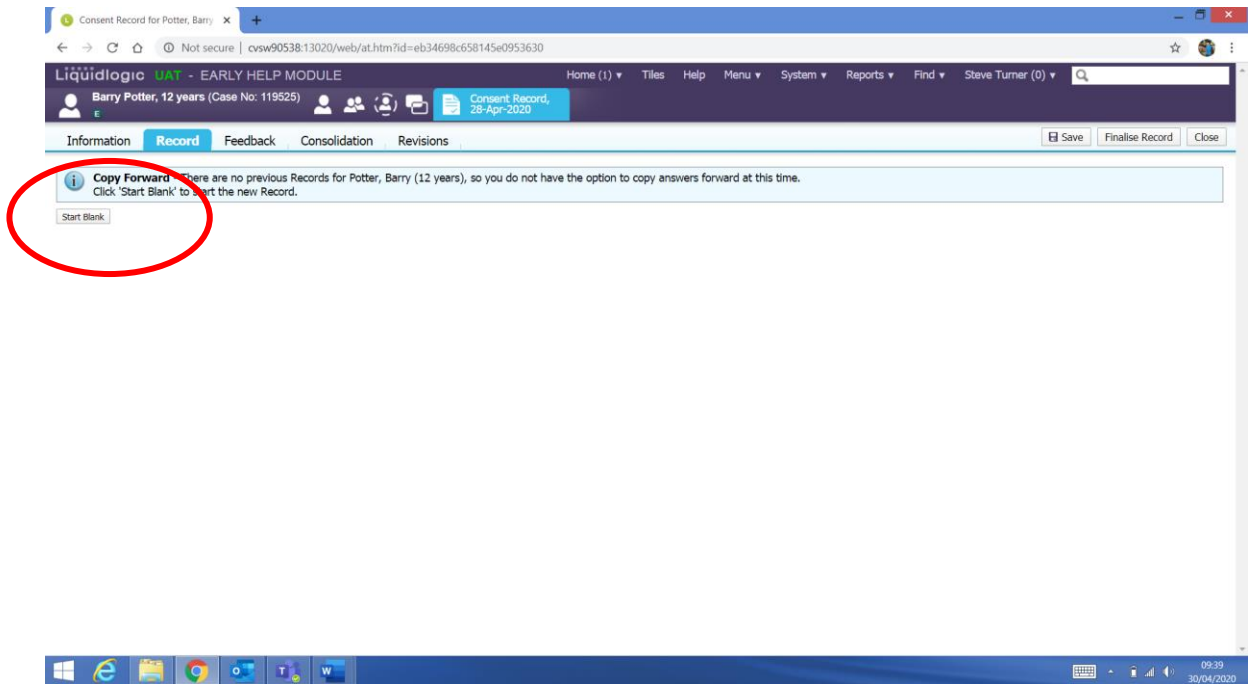 Consent Record for Potter, Barry
Not secure | cvsw90538:13020/web/at.htm?id=eb34698c658145e0953630
Liquidlogic UAT - EARLY HELP MODULE Home (1) Tiles Help Menu System Reports Find Steve Turner (0)
Barry Potter, 12 years (Case No: 119525)
E
Consent Record,
28-Apr-2020
Information Record Feedback Consolidation Revisions Save Finalise Record Close
Copy Forward - There are no previous Records for Potter, Barry (12 years), so you do not have the option to copy answers forward at this time.
Click 'Start Blank' to start the new Record.
Start Blank
09:39
30/04/2020